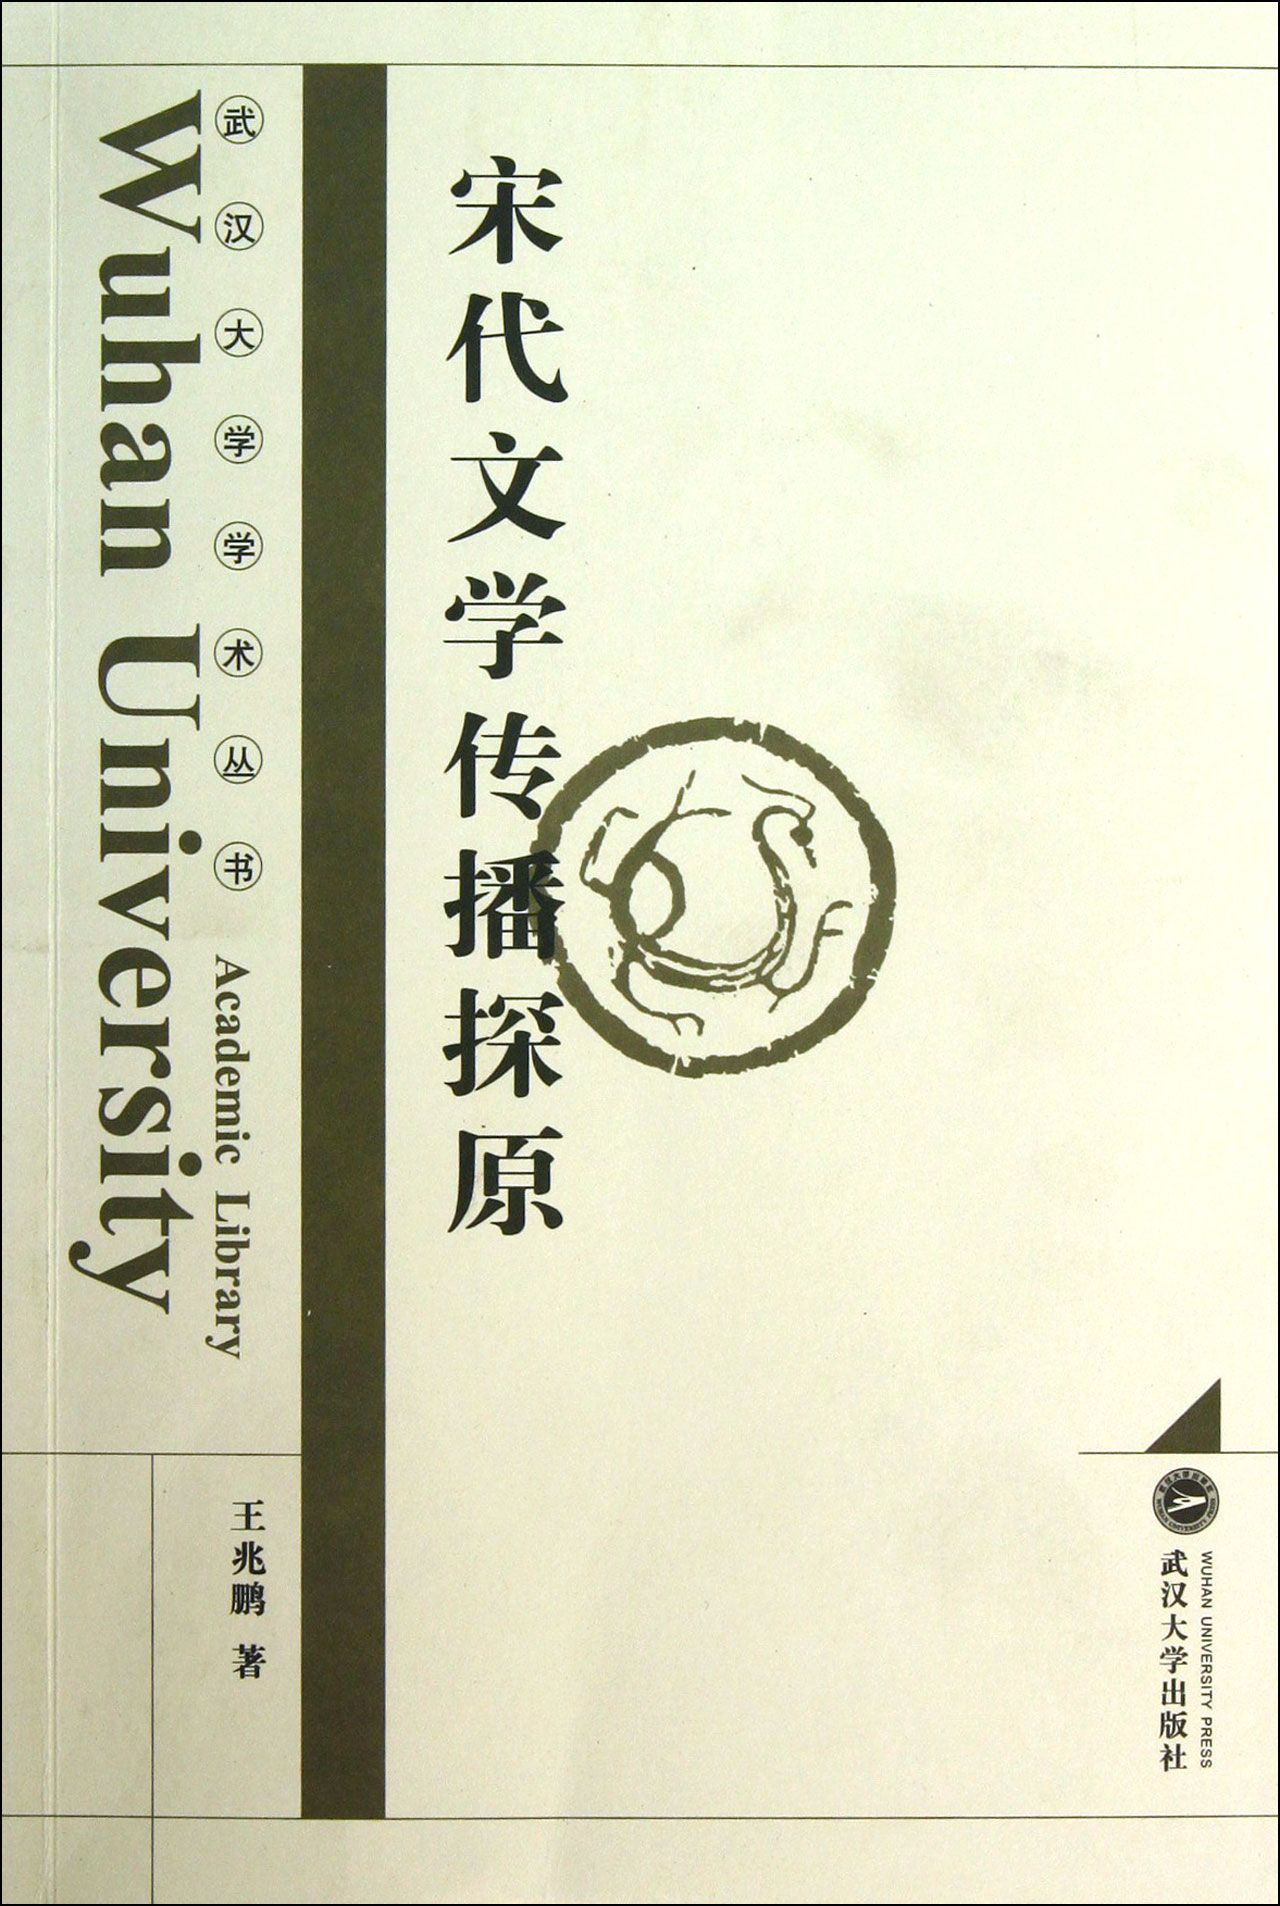 武汉大学学术丛书
Wuhan University
Academic Library
宋代文学传播探原
王兆鹏 著
武汉大学出版社
WUHAN UNIVERSITY PRESS